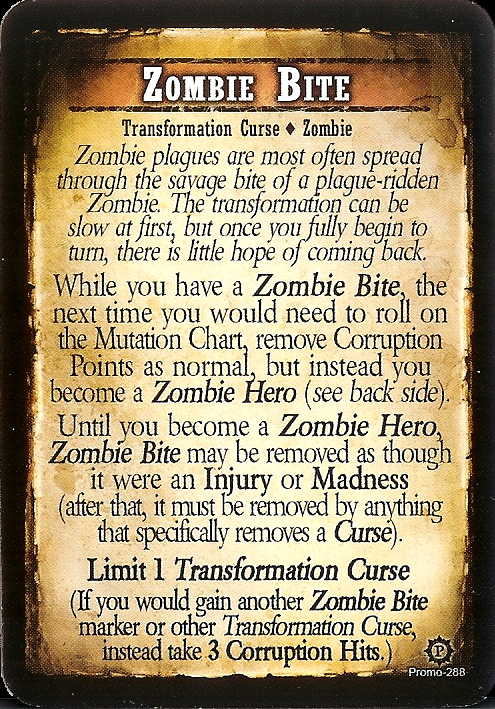 Zombie Bite
Transformation Curse ♦ Zombie
Zombie plagues are most often spread
through the savage bite of a plague-ridden
Zombie. The transformation can be
slow at first, but once you fully begin to
turn, there is little hope of coming back.
While you have a Zombie Bite, the
next time you would need to roll on
the Mutation Chart, remove Corruption
Points as normal, but instead you
become a Zombie Hero (see back side).
Until you become a Zombie Hero,
Zombie Bite may be removed as though
it were an Injury or Madness
(after that, it must be removed by anything
that specifically removes a Curse).
Limit 1 Transformation Curse
(If you would gain another Zombie Bite
marker or other Transformation Curse,
instead take 3 Corruption Hits.)
P
Promo-288